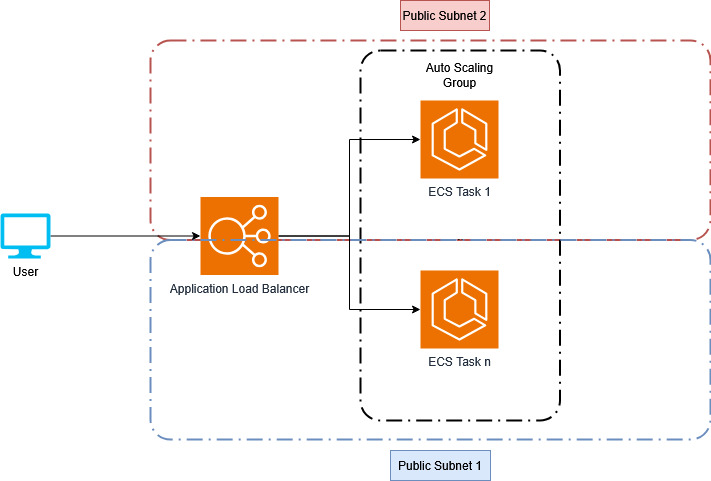 Public Subnet 2
Auto Scaling
Group
ECS Task 1
User
Application Load Balancer
ECS Task n
Public Subnet 1